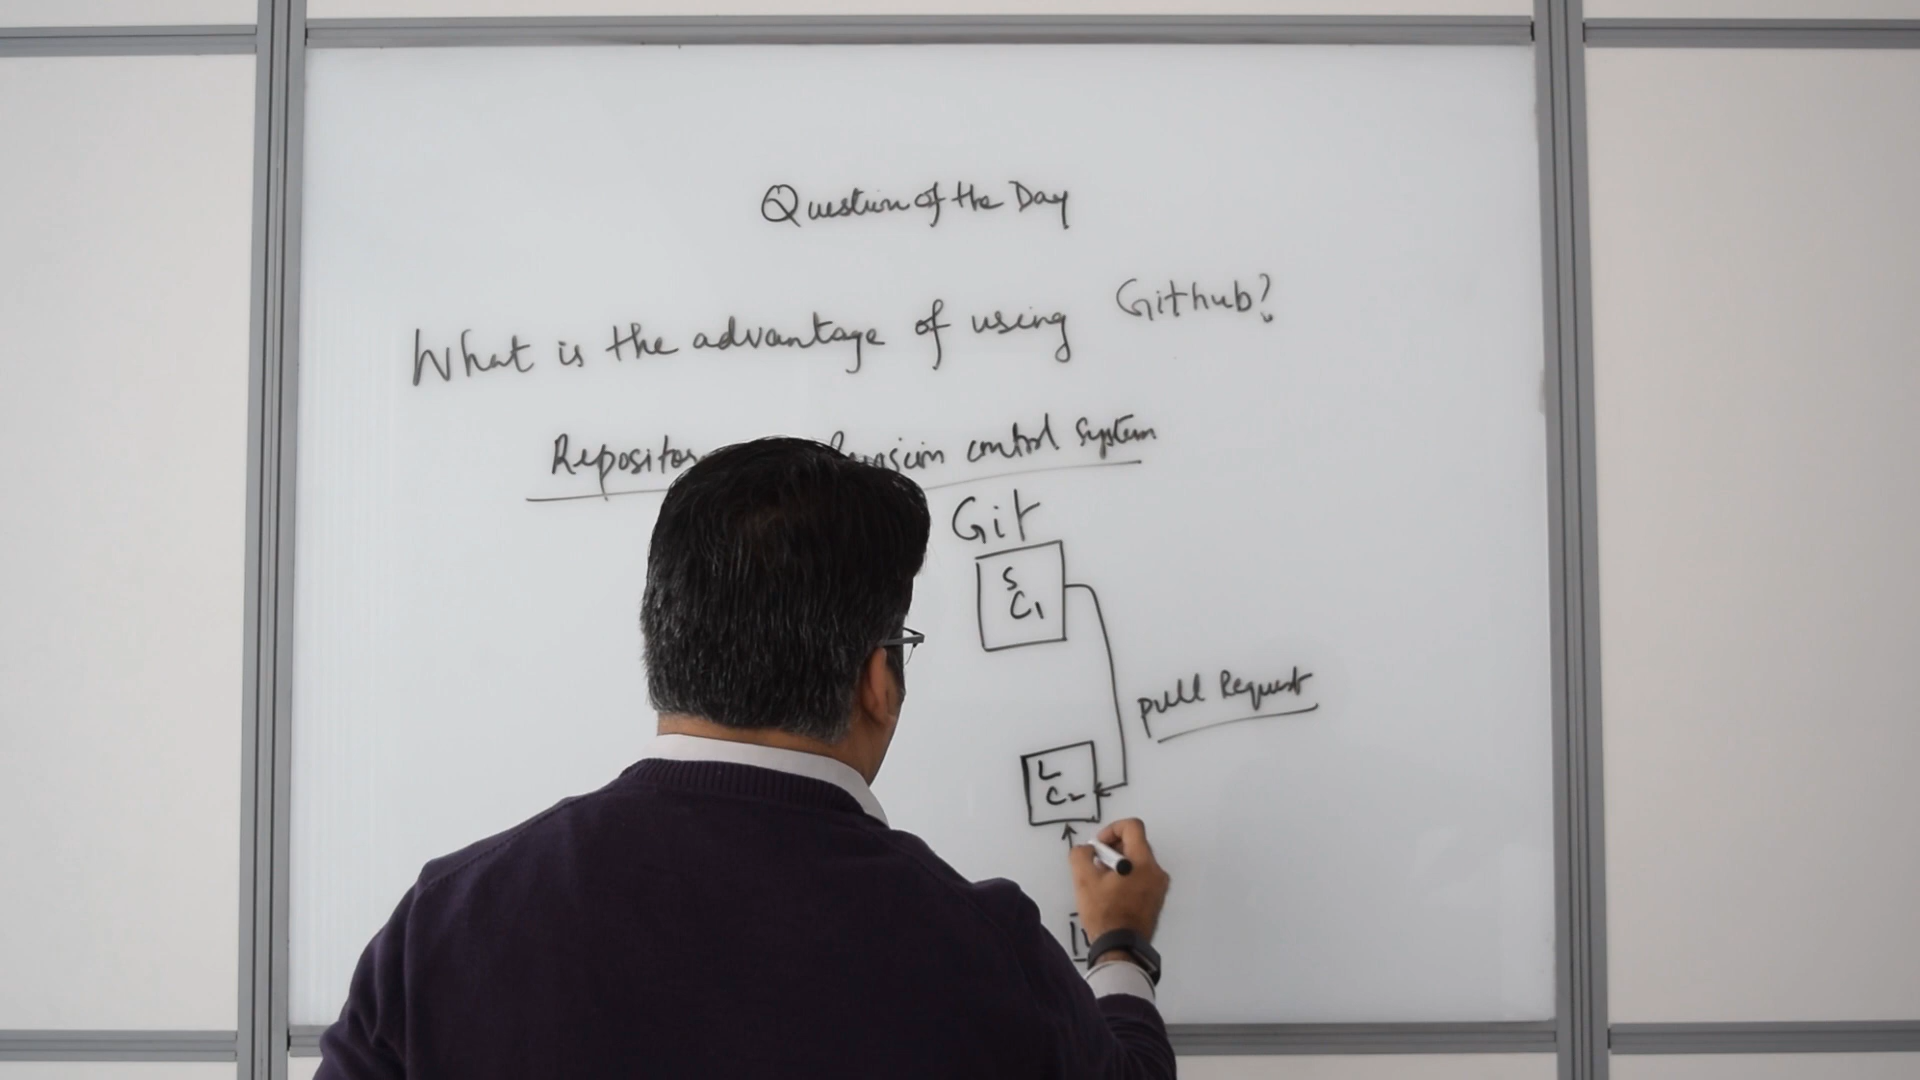 Question of the Day
What is the advantage of using Github?
control System
Git
S
C1
pull Request
L
C2